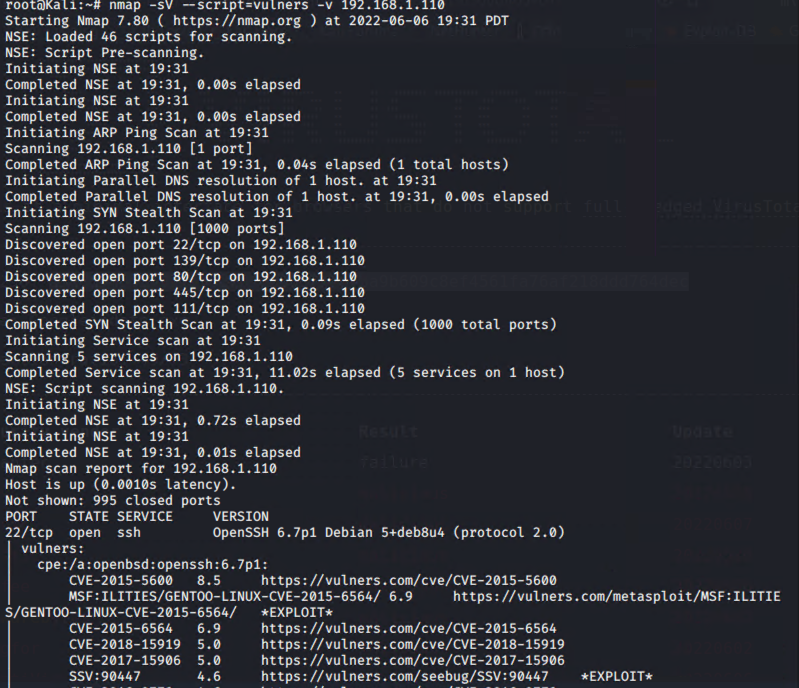 root@Kali:~# nmap -sV --script=vulners -v 192.168.1.110
Starting Nmap 7.80 ( https://nmap.org ) at 2022-06-06 19:31 PDT
NSE: Loaded 46 scripts for scanning.
NSE: Script Pre-scanning.
Initiating NSE at 19:31
Completed NSE at 19:31, 0.00s elapsed
Initiating NSE at 19:31
Completed NSE at 19:31, 0.00s elapsed
Initiating ARP Ping Scan at 19:31
Scanning 192.168.1.110 [1 port]
Completed ARP Ping Scan at 19:31, 0.04s elapsed (1 total hosts)
Initiating Parallel DNS resolution of 1 host. at 19:31
Completed Parallel DNS resolution of 1 host. at 19:31, 0.00s elapsed
Initiating SYN Stealth Scan at 19:31
Scanning 192.168.1.110 [1000 ports]
Discovered open port 22/tcp on 192.168.1.110
Discovered open port 139/tcp on 192.168.1.110
Discovered open port 80/tcp on 192.168.1.110
Discovered open port 445/tcp on 192.168.1.110
Discovered open port 111/tcp on 192.168.1.110
Completed SYN Stealth Scan at 19:31, 0.09s elapsed (1000 total ports)
Initiating Service scan at 19:31
Scanning 5 services on 192.168.1.110
Completed Service scan at 19:31, 11.02s elapsed (5 services on 1 host)
NSE: Script scanning 192.168.1.110.
Initiating NSE at 19:31
Completed NSE at 19:31, 0.72s elapsed
Initiating NSE at 19:31
Completed NSE at 19:31, 0.01s elapsed
Nmap scan report for 192.168.1.110
Host is up (0.0010s latency).
Not shown: 995 closed ports
PORT STATE SERVICE VERSION
22/tcp open ssh OpenSSH 6.7p1 Debian 5+deb8u4 (protocol 2.0)
| vulners:
| cpe:/a:openbsd:openssh:6.7p1:
| CVE-2015-5600 8.5 https://vulners.com/cve/CVE-2015-5600
| MSF:ILITIES/GENTOO-LINUX-CVE-2015-6564/ 6.9 https://vulners.com/metasploit/MSF:ILITIE
S/GENTOO-LINUX-CVE-2015-6564/ *EXPLOIT*
| CVE-2015-6564 6.9 https://vulners.com/cve/CVE-2015-6564
| CVE-2018-15919 5.0 https://vulners.com/cve/CVE-2018-15919
| CVE-2017-15906 5.0 https://vulners.com/cve/CVE-2017-15906
| SSV:90447 4.6 https://vulners.com/seebug/SSV:90447 *EXPLOIT*
browsers that do not support full
Result Update
failure 20220603